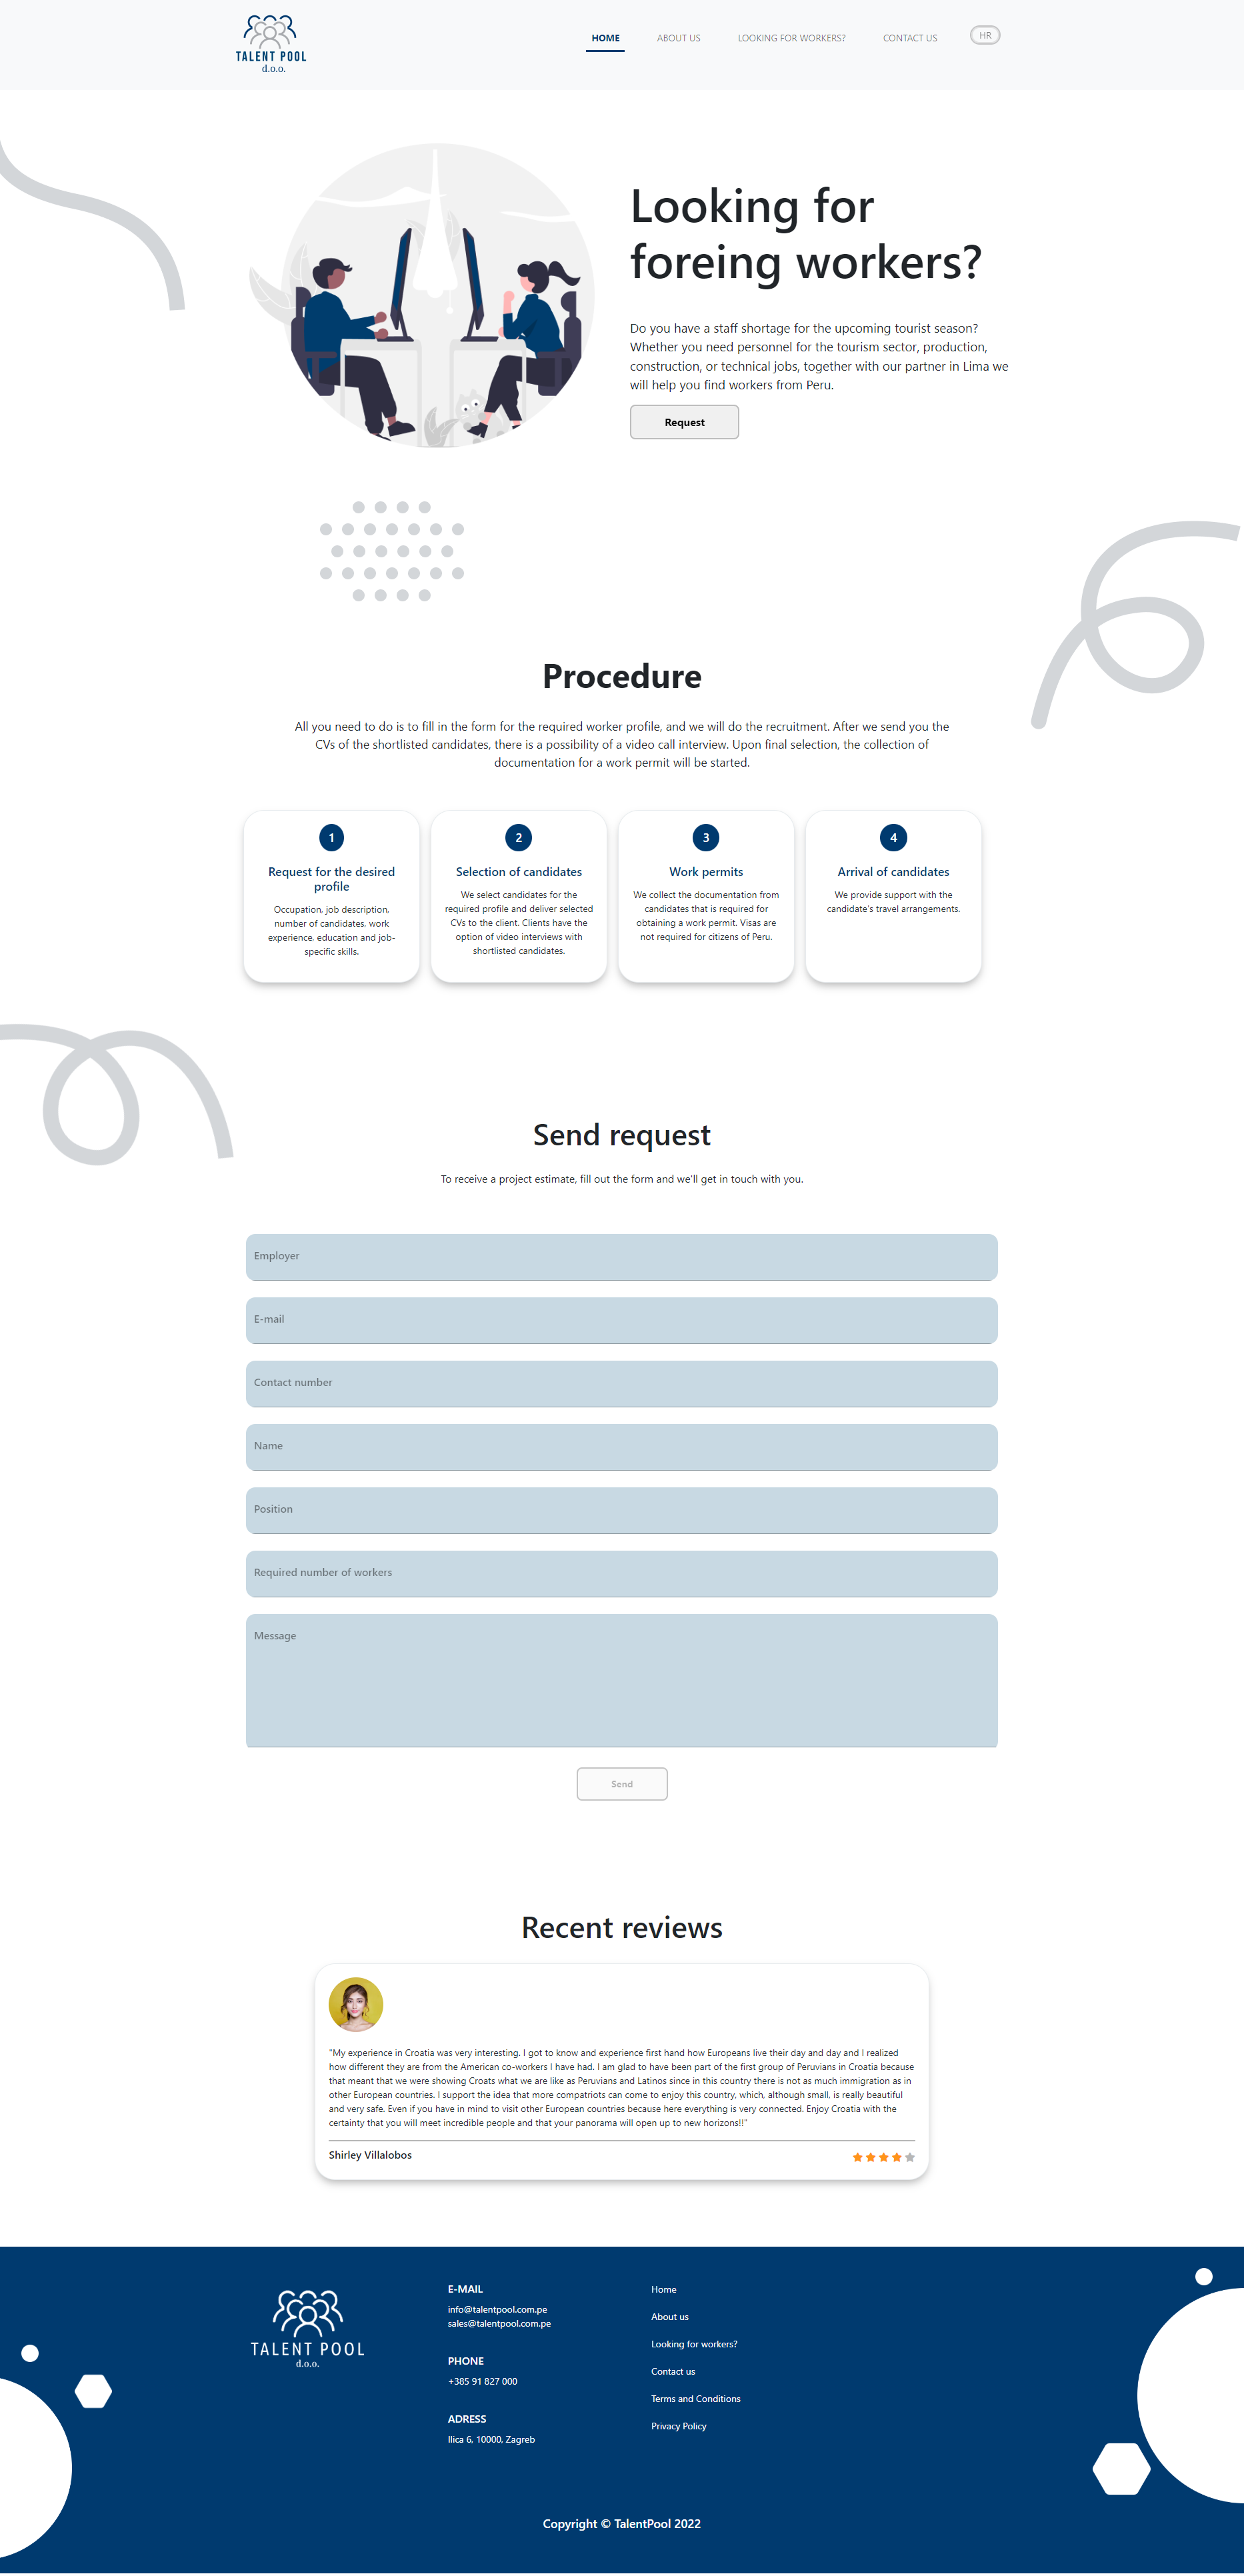 TALENT POOL
d.o.o.
HOME
ABOUT US
LOOKING FOR WORKERS?
CONTACT US
HR
Looking for
foreing workers?
Do you have a staff shortage for the upcoming tourist season?
Whether you need personnel for the tourism sector, production,
construction, or technical jobs, together with our partner in Lima we
will help you find workers from Peru.
Request
Procedure
All you need to do is to fill in the form for the required worker profile, and we will do the recruitment. After we send you the
CVs of the shortlisted candidates, there is a possibility of a video call interview. Upon final selection, the collection of
documentation for a work permit will be started.
1
Request for the desired
profile
Occupation, job description,
number of candidates, work
experience, education and job-
specific skills.
2
Selection of candidates
We select candidates for the
required profile and deliver selected
CVs to the client. Clients have the
option of video interviews with
shortlisted candidates.
3
Work permits
We collect the documentation from
candidates that is required for
obtaining a work permit. Visas are
not required for citizens of Peru.
4
Arrival of candidates
We provide support with the
candidate's travel arrangements.
Send request
To receive a project estimate, fill out the form and we'll get in touch with you.
Employer
E-mail
Contact number
Name
Position
Required number of workers
Message
Send
Recent reviews
"My experience in Croatia was very interesting. I got to know and experience first hand how Europeans live their day and day and I realized
how different they are from the American co-workers I have had. I am glad to have been part of the first group of Peruvians in Croatia because
that meant that we were showing Croats what we are like as Peruvians and Latinos since in this country there is not as much immigration as in
other European countries. I support the idea that more compatriots can come to enjoy this country, which, although small, is really beautiful
and very safe. Even if you have in mind to visit other European countries because here everything is very connected. Enjoy Croatia with the
certainty that you will meet incredible people and that your panorama will open up to new horizons!!"
Shirley Villalobos
TALENT POOL
d.o.o.
E-MAIL
info@talentpool.com.pe
sales@talentpool.com.pe
PHONE
+385 91 827 000
ADRESS
Ilica 6, 10000, Zagreb
Home
About us
Looking for workers?
Contact us
Terms and Conditions
Privacy Policy
Copyright © TalentPool 2022